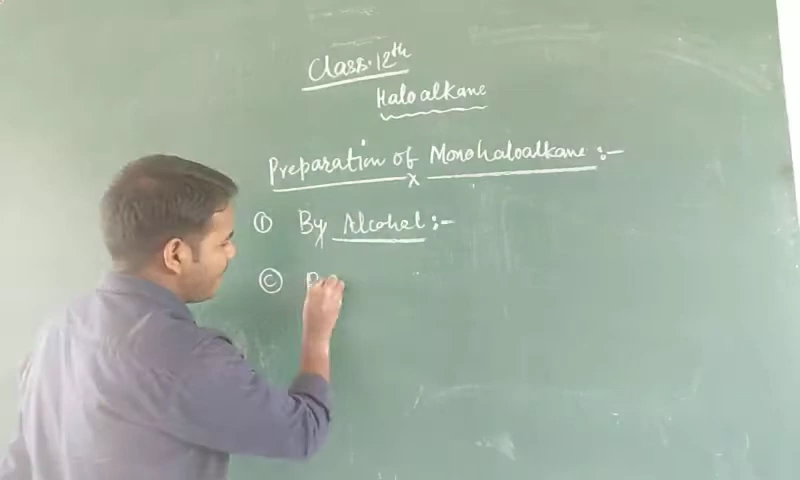 Class. 12th
Haloalkane
Preparation of Monohaloalkane :-
① By Alcohol :-
Ⓒ